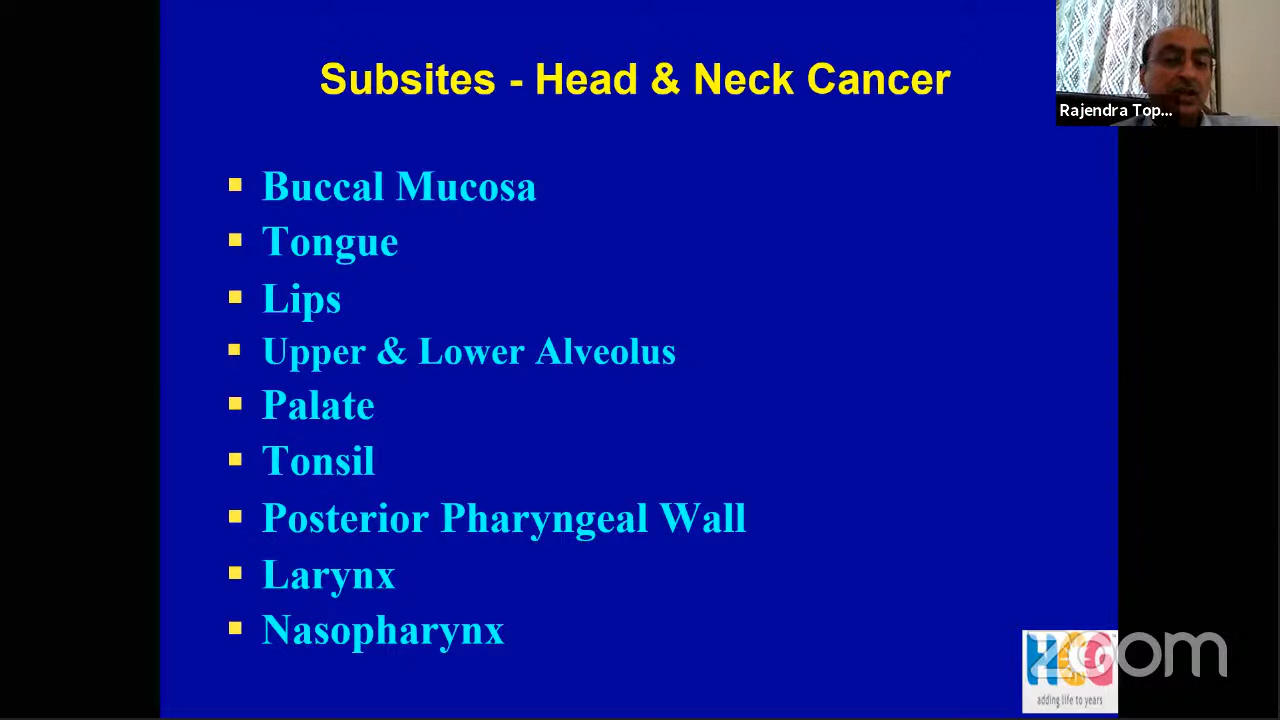 Subsites - Head & Neck Cancer
Rajendra Top...
Buccal Mucosa
Tongue
Lips
Upper & Lower Alveolus
Palate
Tonsil
Posterior Pharyngeal Wall
Larynx
Nasopharynx
HCG
zoom
adding life to years